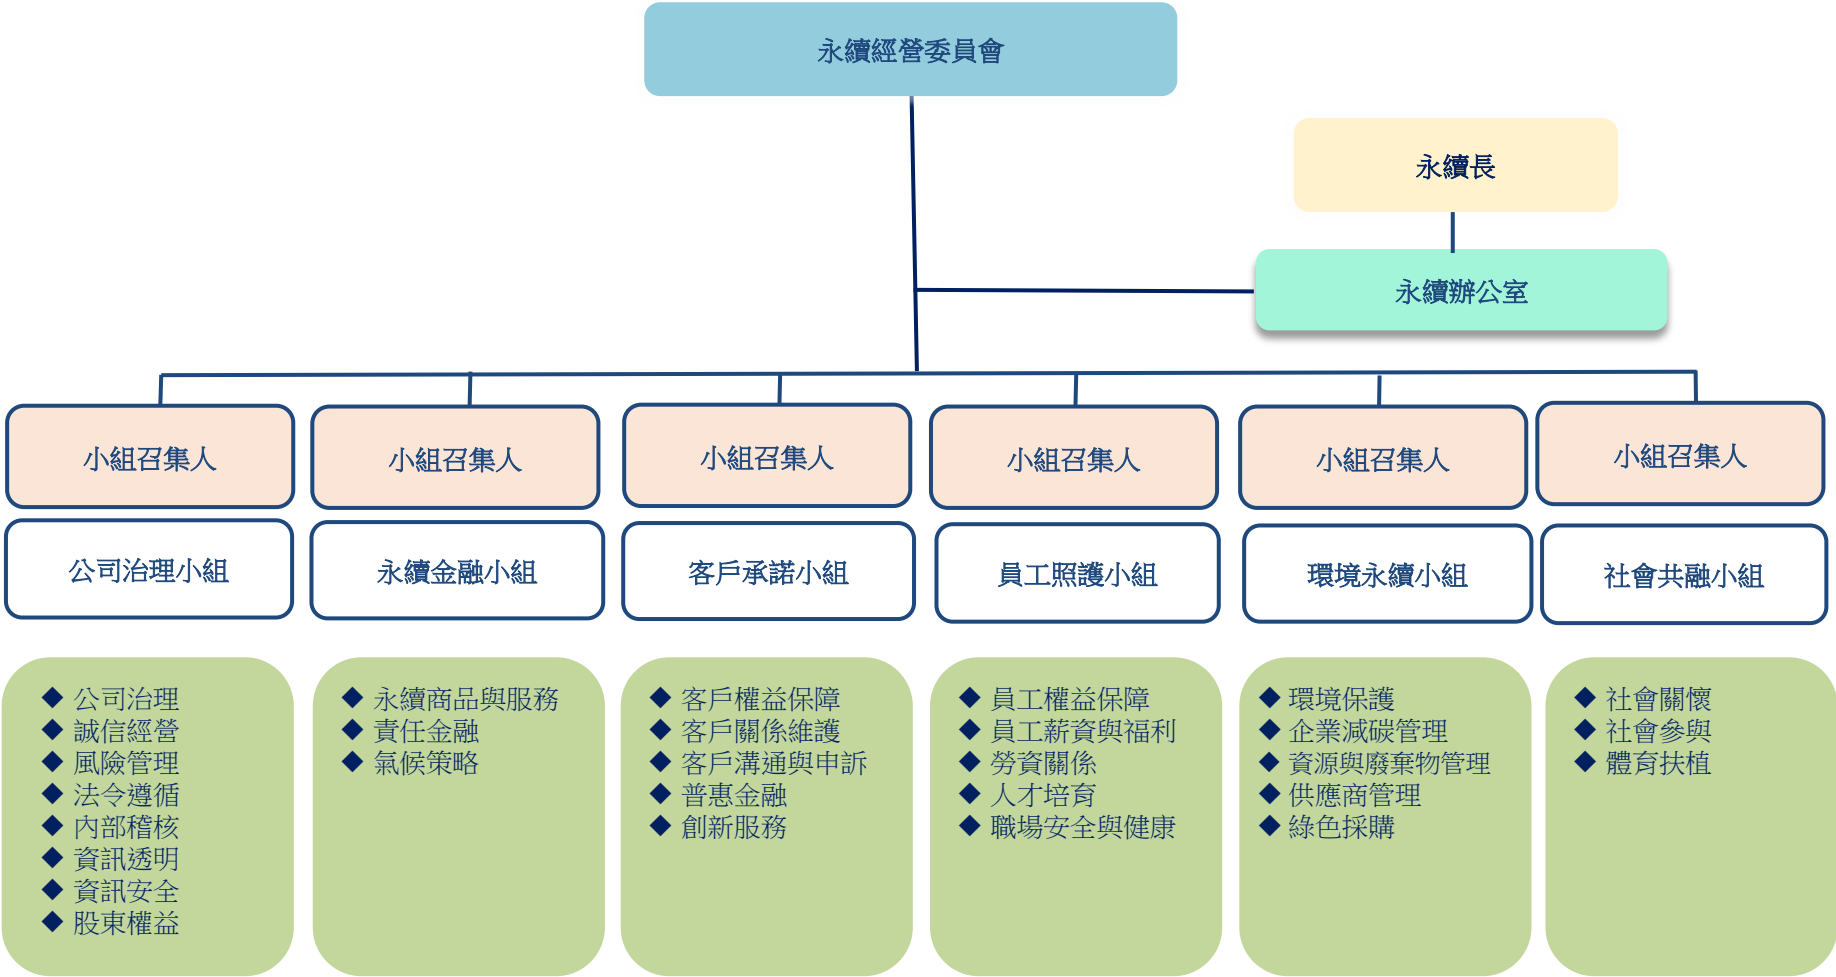 永續經營委員會
永續長
永續辦公室
小組召集人
小組召集人
小組召集人
小組召集人
小組召集人
小組召集人
公司治理小組
永續金融小組
客戶承諾小組
員工照護小組
環境永續小組
社會共融小組
◆ 公司治理
◆ 誠信經營
◆ 風險管理
◆ 法令遵循
◆ 內部稽核
◆ 資訊透明
◆ 資訊安全
◆ 股東權益
◆ 永續商品與服務
◆ 責任金融
◆ 氣候策略
◆ 客戶權益保障
◆ 客戶關係維護
◆ 客戶溝通與申訴
◆ 普惠金融
◆ 創新服務
◆ 員工權益保障
◆ 員工薪資與福利
◆ 勞資關係
◆ 人才培育
◆ 職場安全與健康
◆ 環境保護
◆ 企業減碳管理
◆ 資源與廢棄物管理
◆ 供應商管理
◆ 綠色採購
◆ 社會關懷
◆ 社會參與
◆ 體育扶植